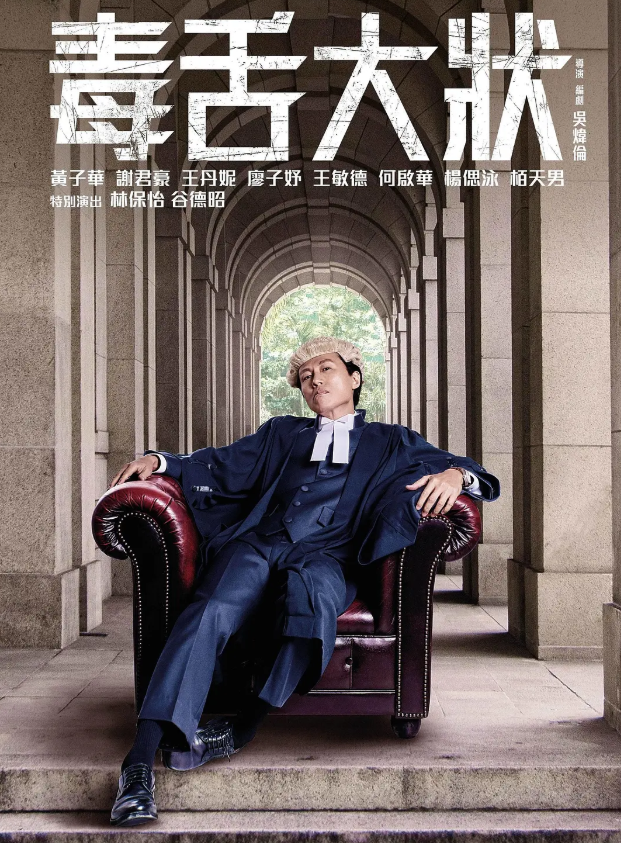 毒舌大狀
導演 編劇 吳煒倫
黃子華 謝君豪 王丹妮 廖子妤 王敏德 何啟華 楊偲泳 栢天男
特別演出 林保怡 谷德昭